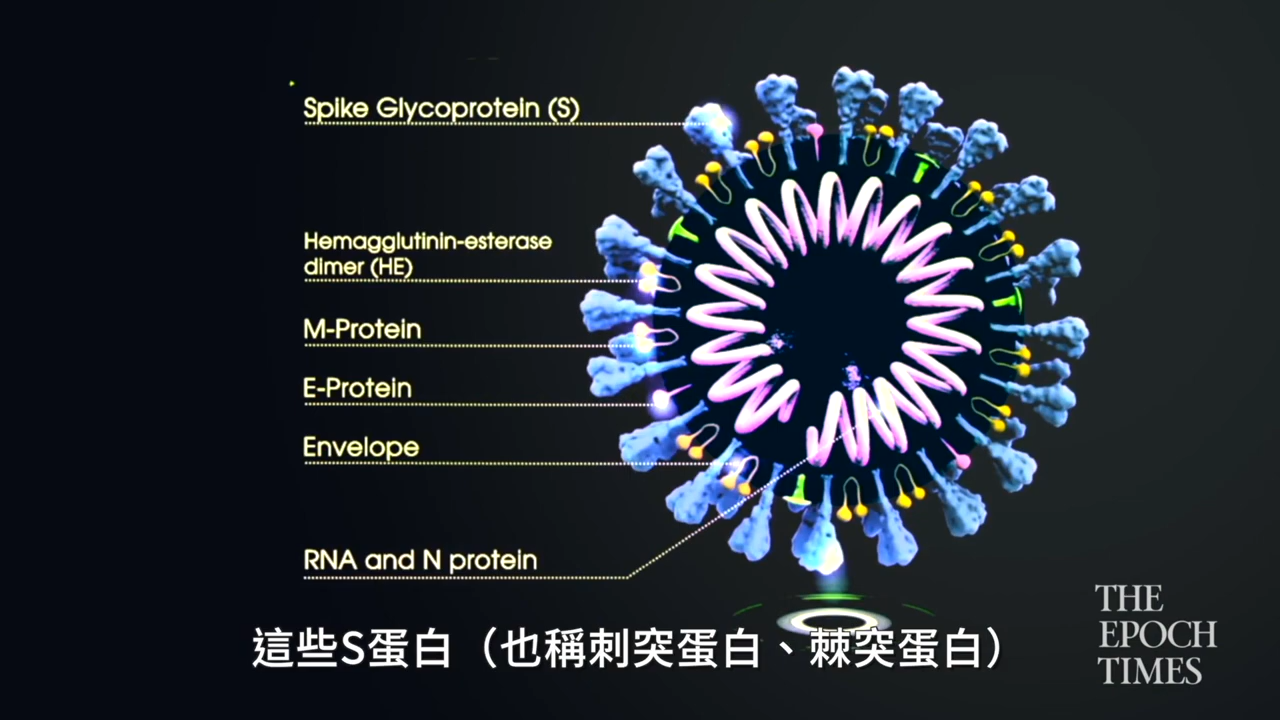 Spike Glycoprotein (S)
Hemagglutinin-esterase
dimer (HE)
M-Protein
E-Protein
Envelope
RNA and N protein
這些S蛋白（也稱刺突蛋白、棘突蛋白）
THE
EPOCH
TIMES